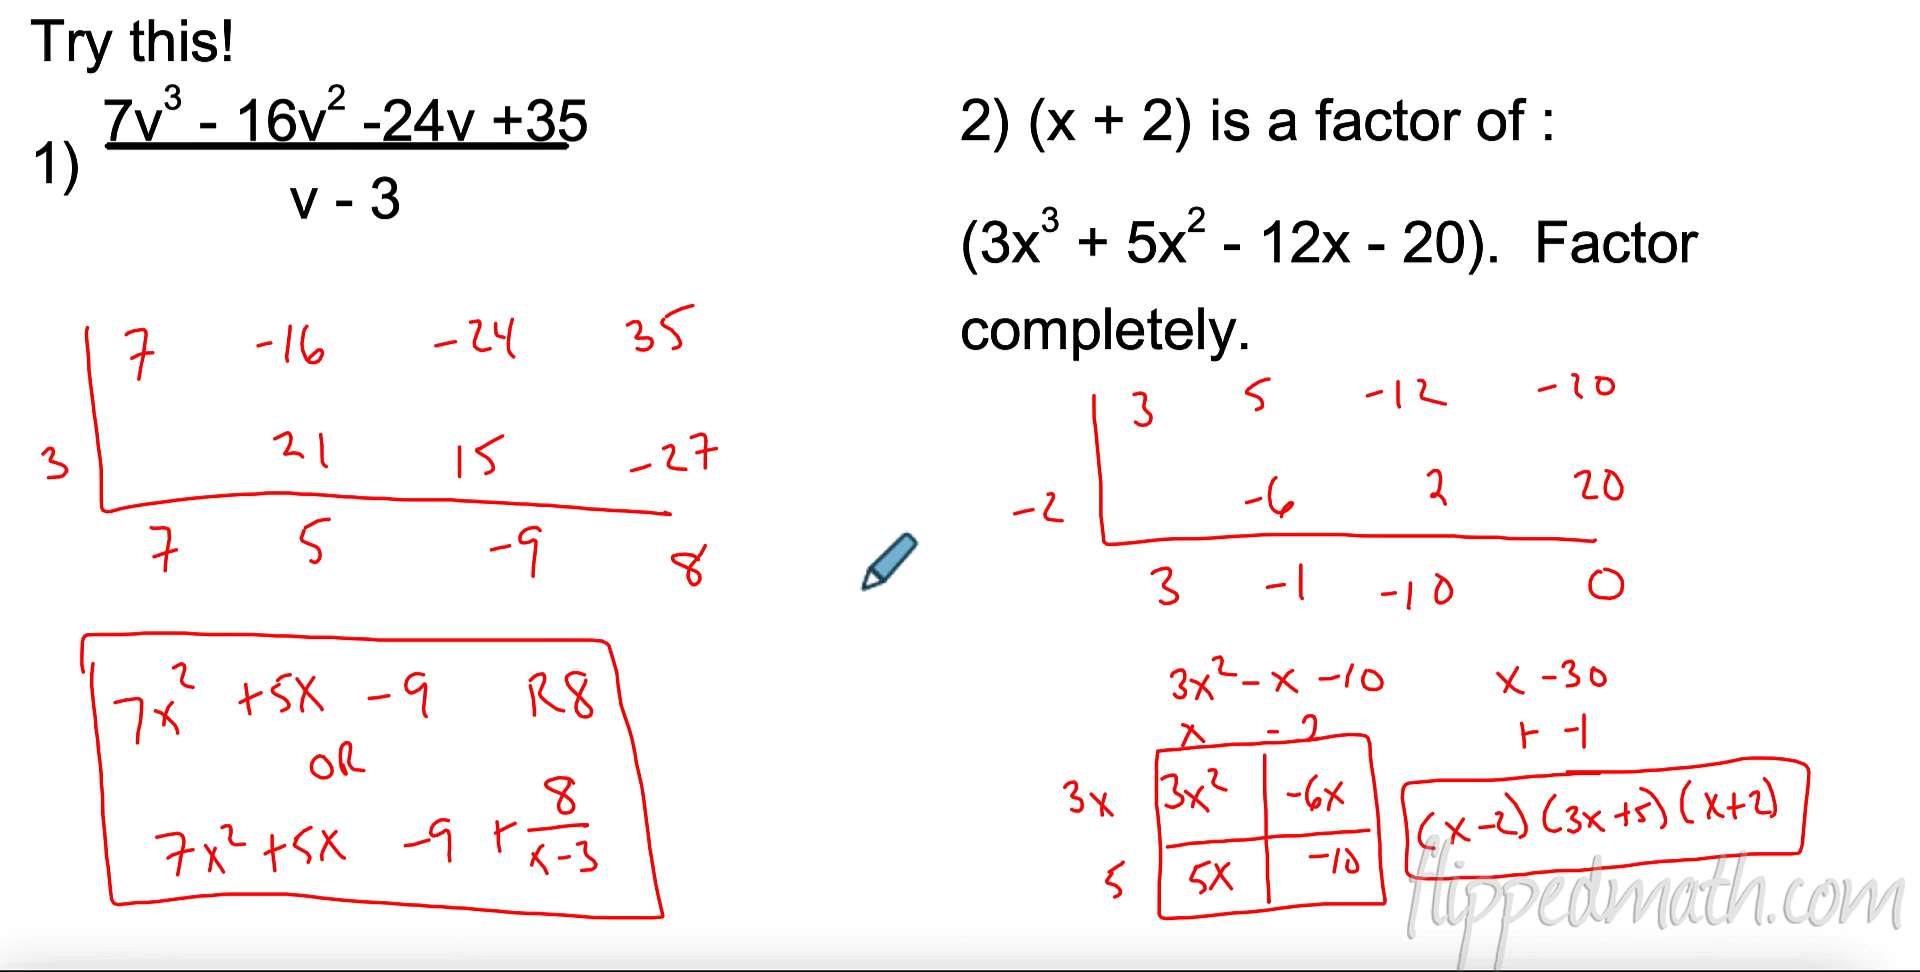 Try this!
1) 7v³ - 16v² -24v +35
v - 3
7 -16 -24 35
3 21 15 -27
7 5 -9 8
7x² +5x -9 R8
OR
7x² +5x -9 + 8/(x-3)
2) (x + 2) is a factor of :
(3x³ + 5x² - 12x - 20). Factor
completely.
3 5 -12 -20
-2 -6 2 20
3 -1 -10 0
3x² - x -10 x -30
+ -1
x -2
3x 3x² -6x
5 5x -10
(x-2)(3x+5)(x+2)
flippedmath.com